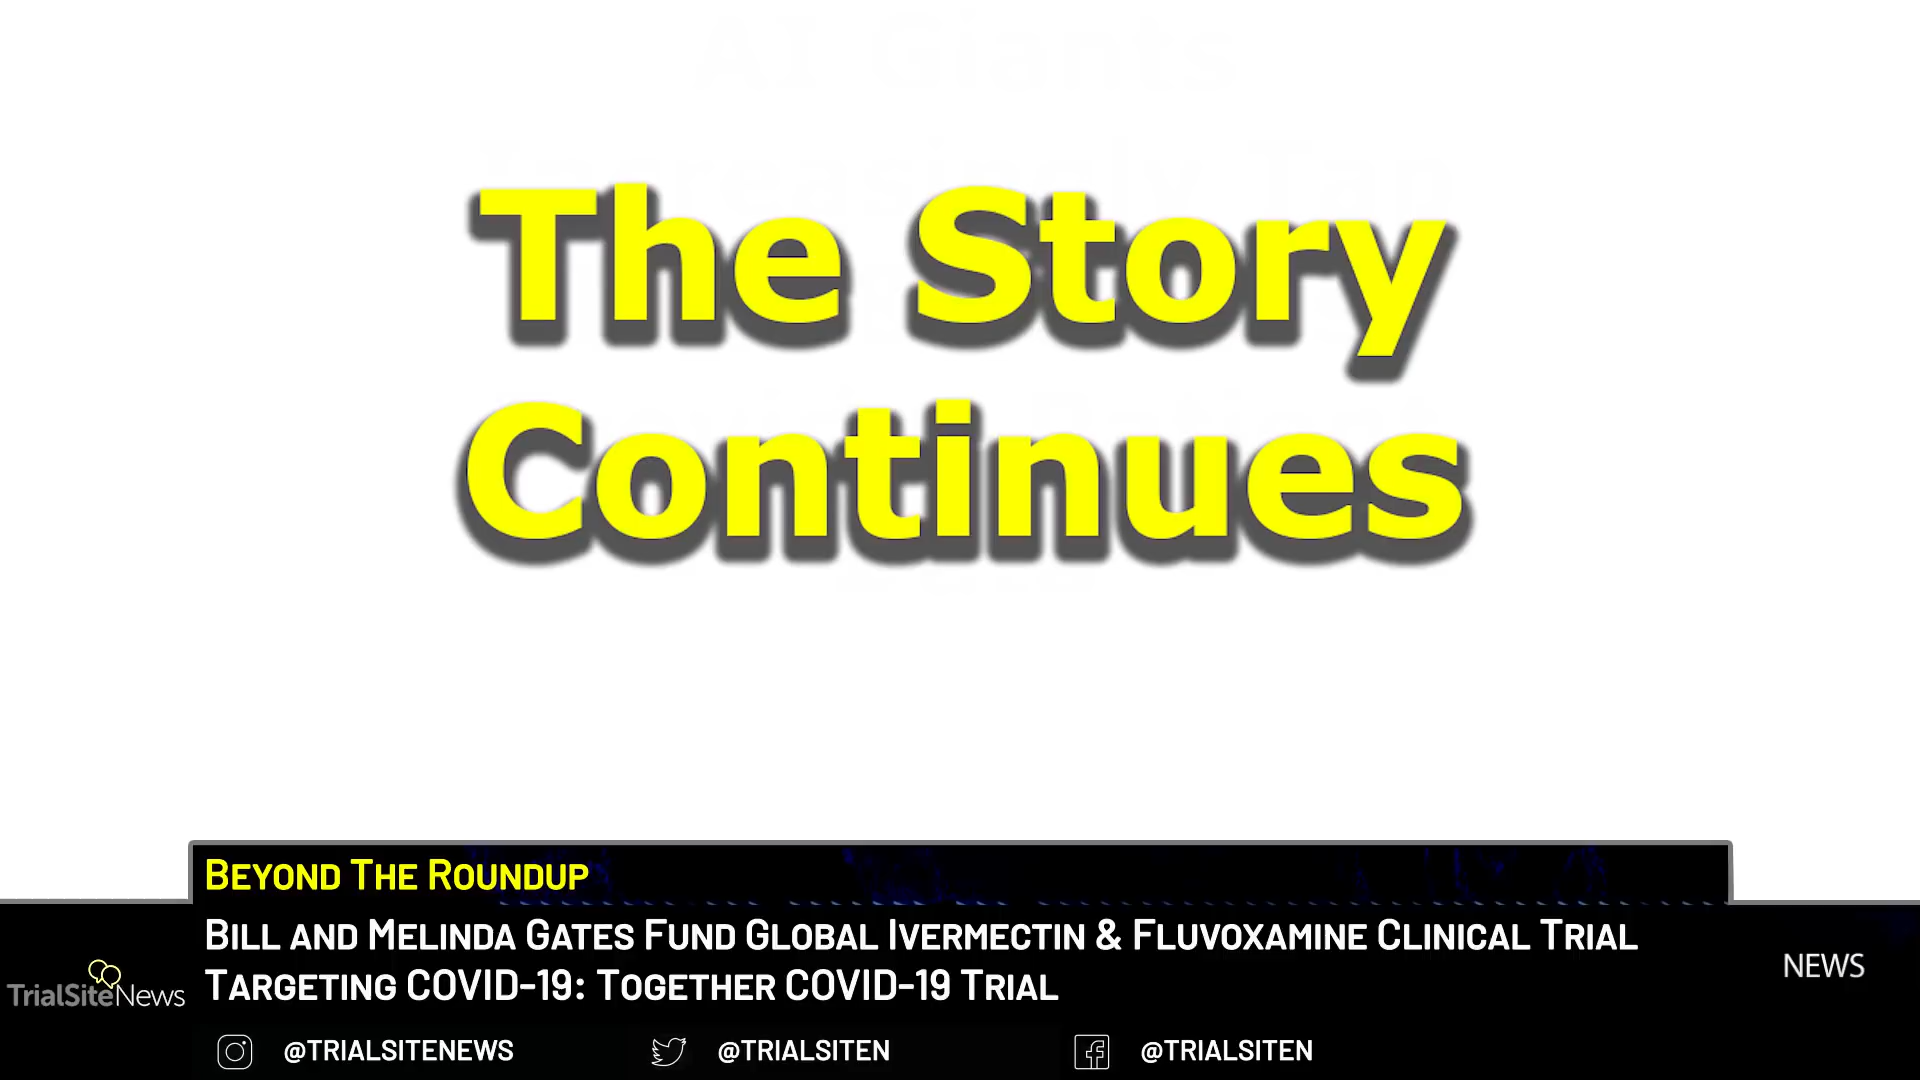 The Story
Continues
BEYOND THE ROUNDUP
BILL AND MELINDA GATES FUND GLOBAL IVERMECTIN & FLUVOXAMINE CLINICAL TRIAL
TARGETING COVID-19: TOGETHER COVID-19 TRIAL
NEWS
TrialSiteNews
@TRIALSITENEWS
@TRIALSITEN
@TRIALSITEN